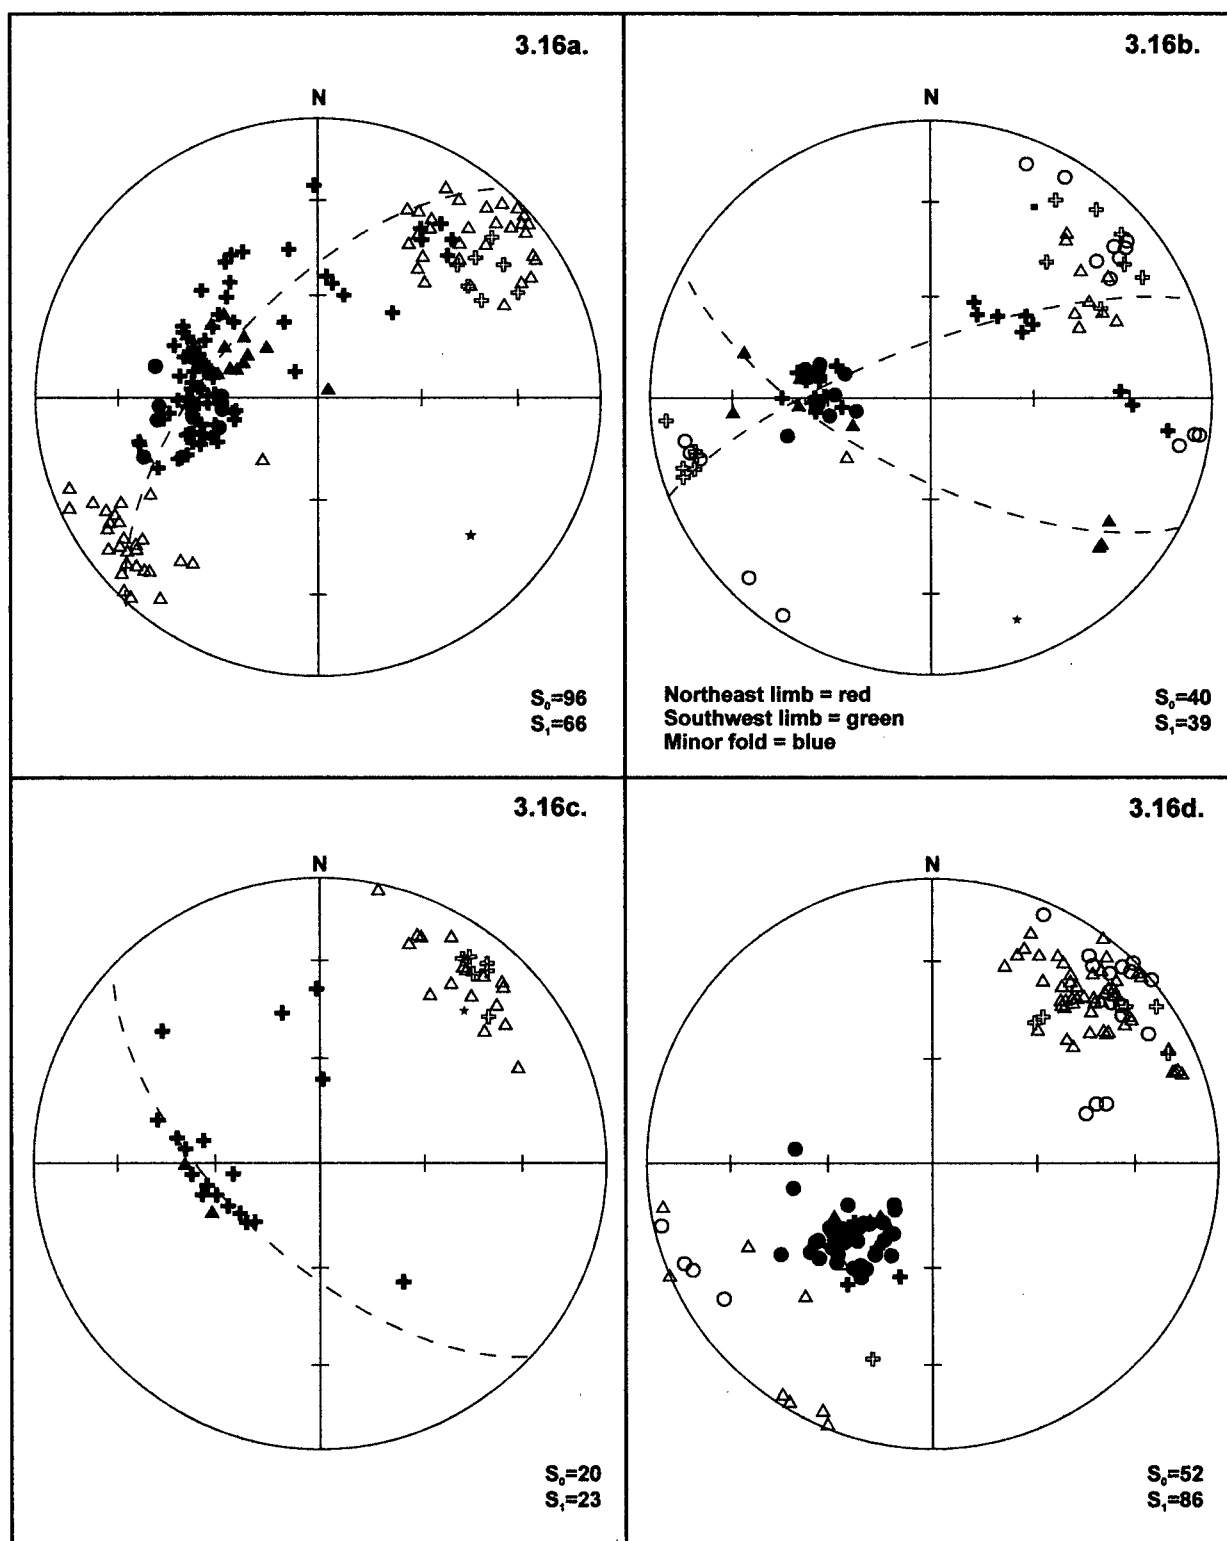 3.16a.
N
S₀=96
S₁=66
3.16b.
N
Northeast limb = red
Southwest limb = green
Minor fold = blue
S₀=40
S₁=39
3.16c.
N
S₀=20
S₁=23
3.16d.
N
S₀=52
S₁=86